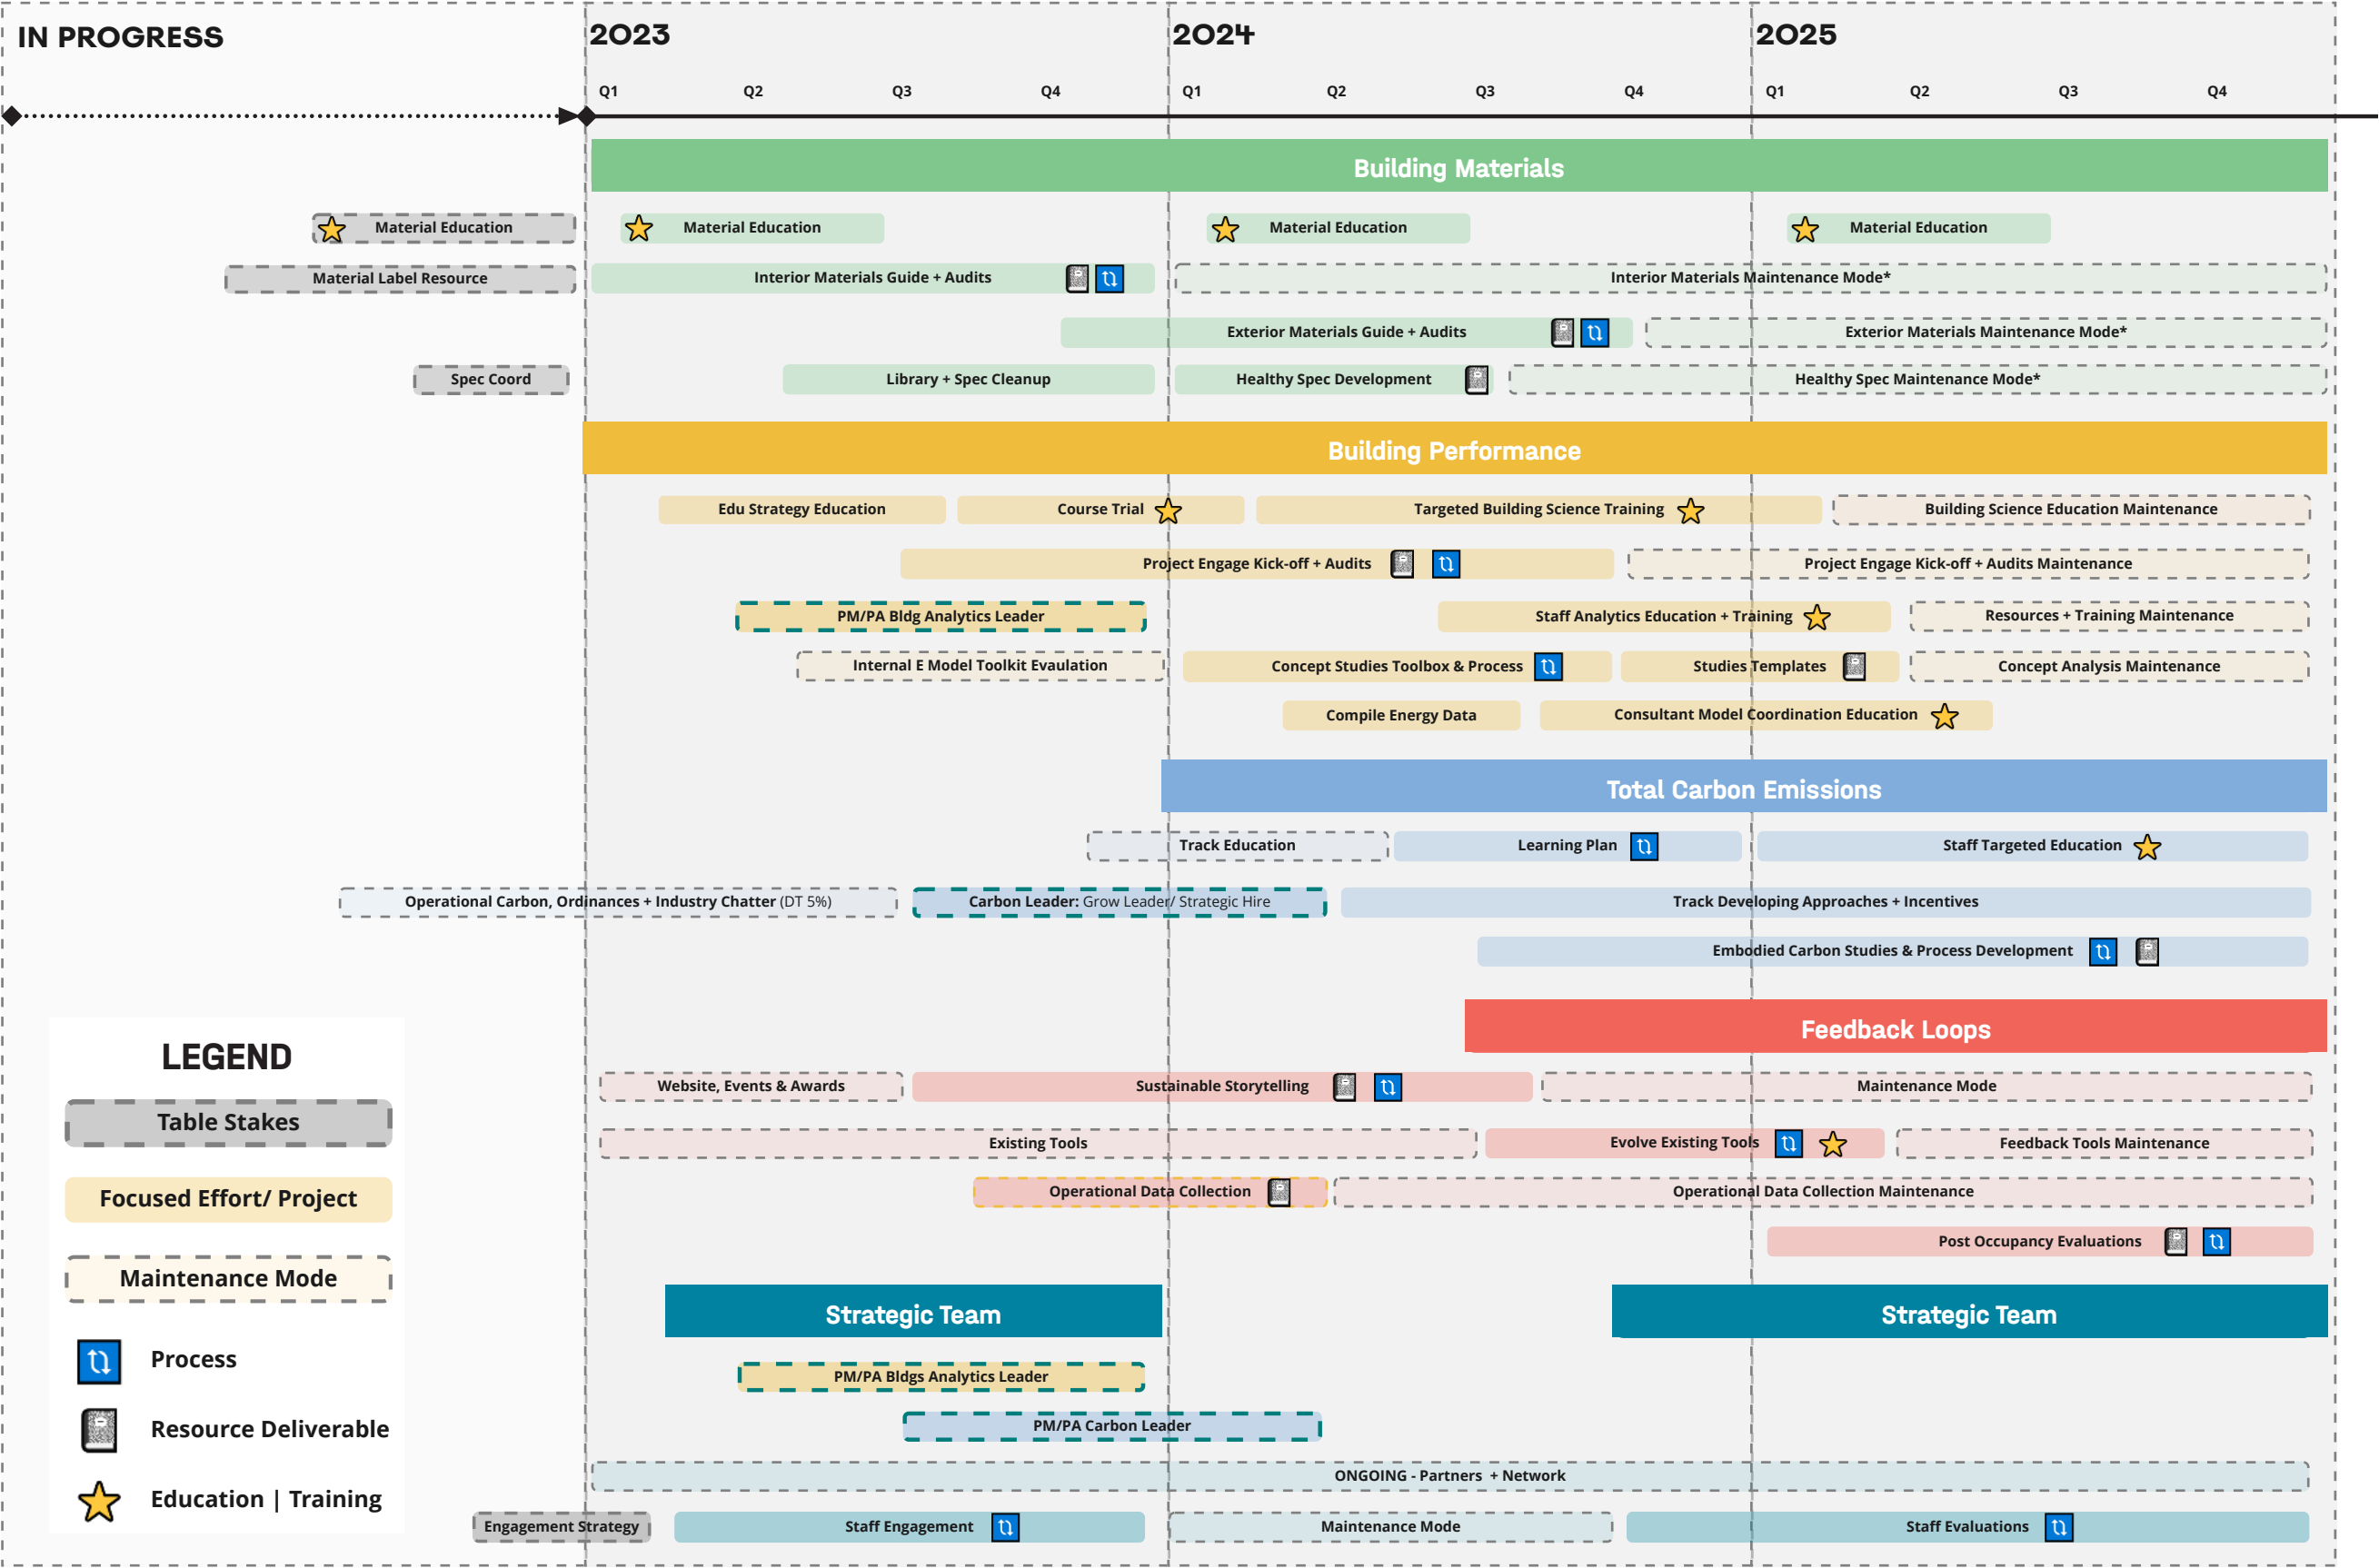 IN PROGRESS
2023
2024
2025
Q1 Q2 Q3 Q4 Q1 Q2 Q3 Q4 Q1 Q2 Q3 Q4
Building Materials
Material Education
Material Education
Material Education
Material Education
Material Label Resource
Interior Materials Guide + Audits
Interior Materials Maintenance Mode*
Exterior Materials Guide + Audits
Exterior Materials Maintenance Mode*
Spec Coord
Library + Spec Cleanup
Healthy Spec Development
Healthy Spec Maintenance Mode*
Building Performance
Edu Strategy Education
Course Trial
Targeted Building Science Training
Building Science Education Maintenance
Project Engage Kick-off + Audits
Project Engage Kick-off + Audits Maintenance
PM/PA Bldg Analytics Leader
Staff Analytics Education + Training
Resources + Training Maintenance
Internal E Model Toolkit Evaulation
Concept Studies Toolbox & Process
Studies Templates
Concept Analysis Maintenance
Compile Energy Data
Consultant Model Coordination Education
Total Carbon Emissions
Track Education
Learning Plan
Staff Targeted Education
Operational Carbon, Ordinances + Industry Chatter (DT 5%)
Carbon Leader: Grow Leader/ Strategic Hire
Track Developing Approaches + Incentives
Embodied Carbon Studies & Process Development
Feedback Loops
Website, Events & Awards
Sustainable Storytelling
Maintenance Mode
Existing Tools
Evolve Existing Tools
Feedback Tools Maintenance
Operational Data Collection
Operational Data Collection Maintenance
Post Occupancy Evaluations
Strategic Team
Strategic Team
PM/PA Bldgs Analytics Leader
PM/PA Carbon Leader
ONGOING - Partners + Network
Engagement Strategy
Staff Engagement
Maintenance Mode
Staff Evaluations
LEGEND
Table Stakes
Focused Effort/ Project
Maintenance Mode
Process
Resource Deliverable
Education | Training